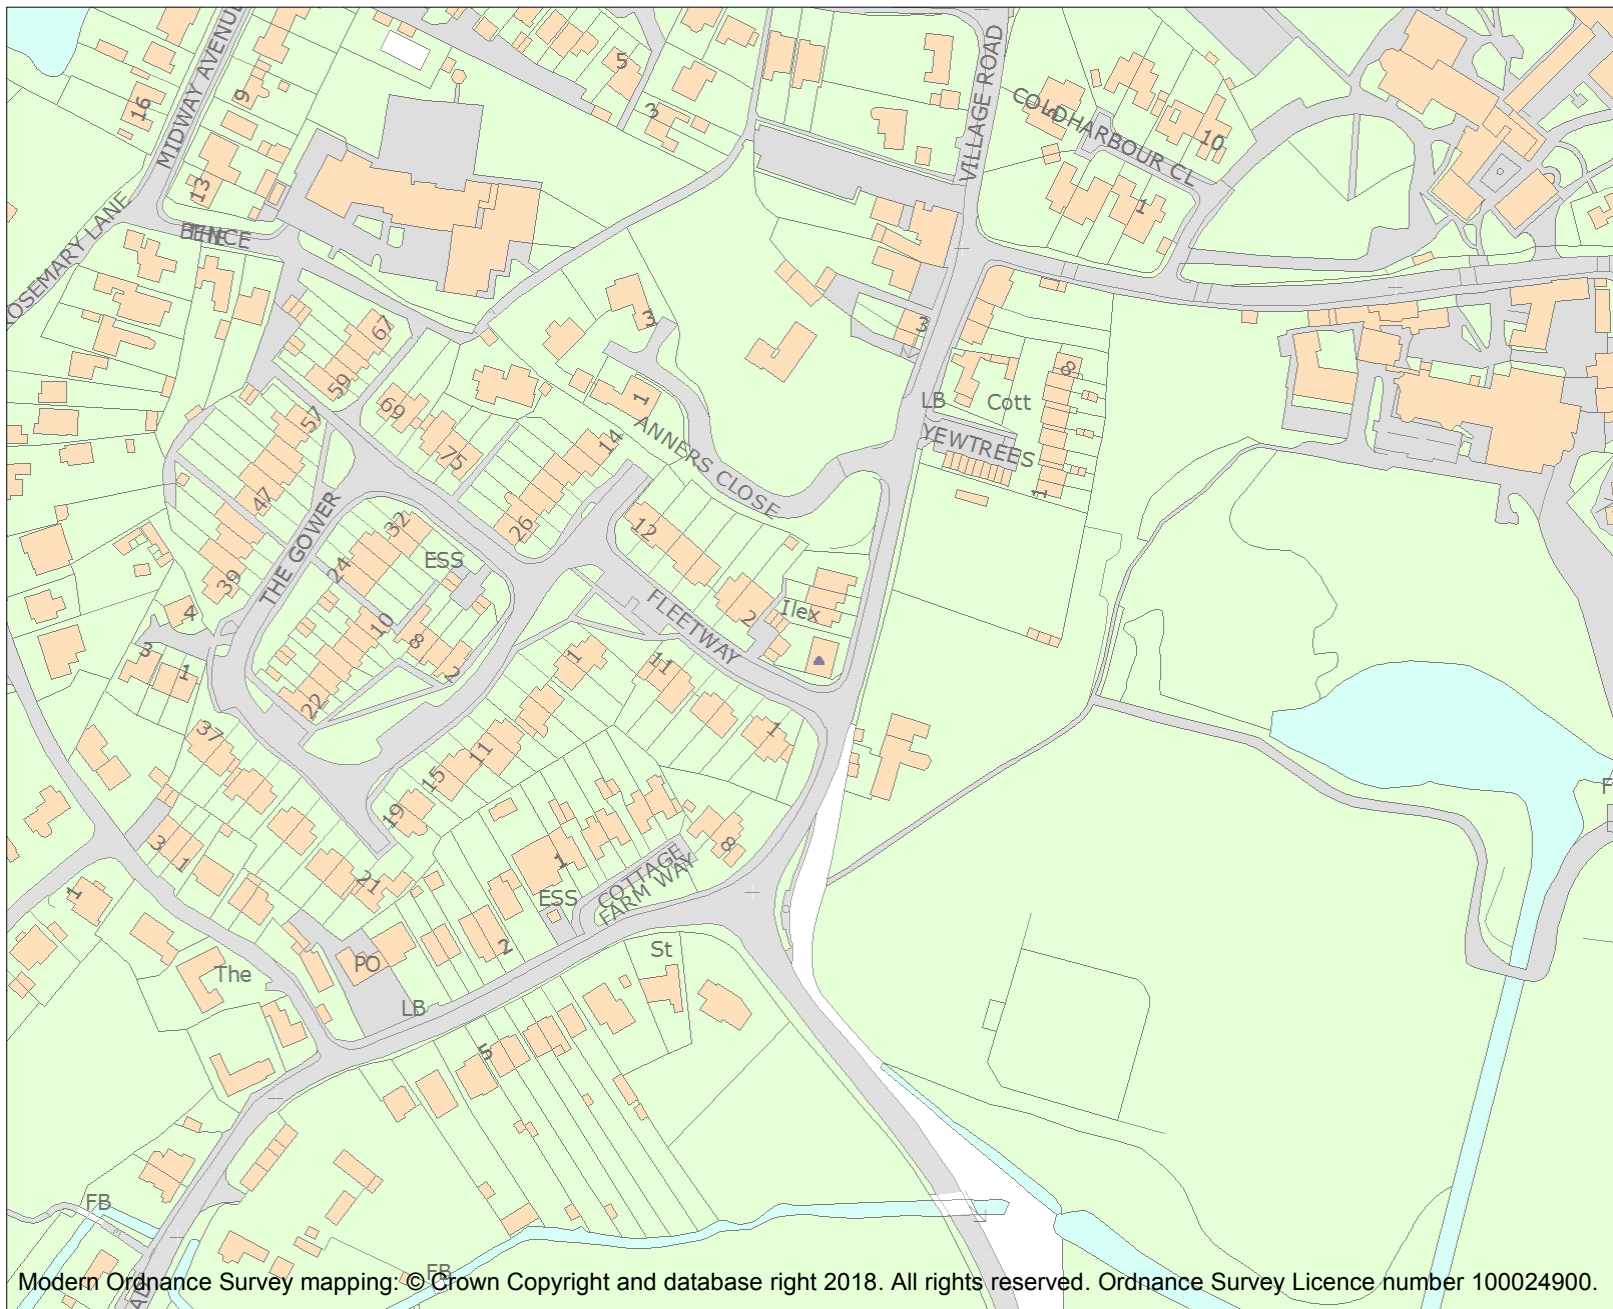 MIDWAY AVENUE
VILLAGE ROAD
5
16
9
3
COLDHARBOUR CL
10
13
1
ROSEMARY LANE
THE
BENCE
3
3
67
59
8
1
LB
Cott
69
57
14
ANNERS CLOSE
YEWTREES
75
47
1
26
12
32
THE GOWER
ESS
24
39
4
FLEETWAY
2
Ilex
10
8
3
1
2
1
11
22
37
1
11
15
19
3
1
8
1
COTTAGE
FARM WAY
21
1
ESS
2
St
The
PO
LB
5
FB
FB
Modern Ordnance Survey mapping: © Crown Copyright and database right 2018. All rights reserved. Ordnance Survey Licence number 100024900.